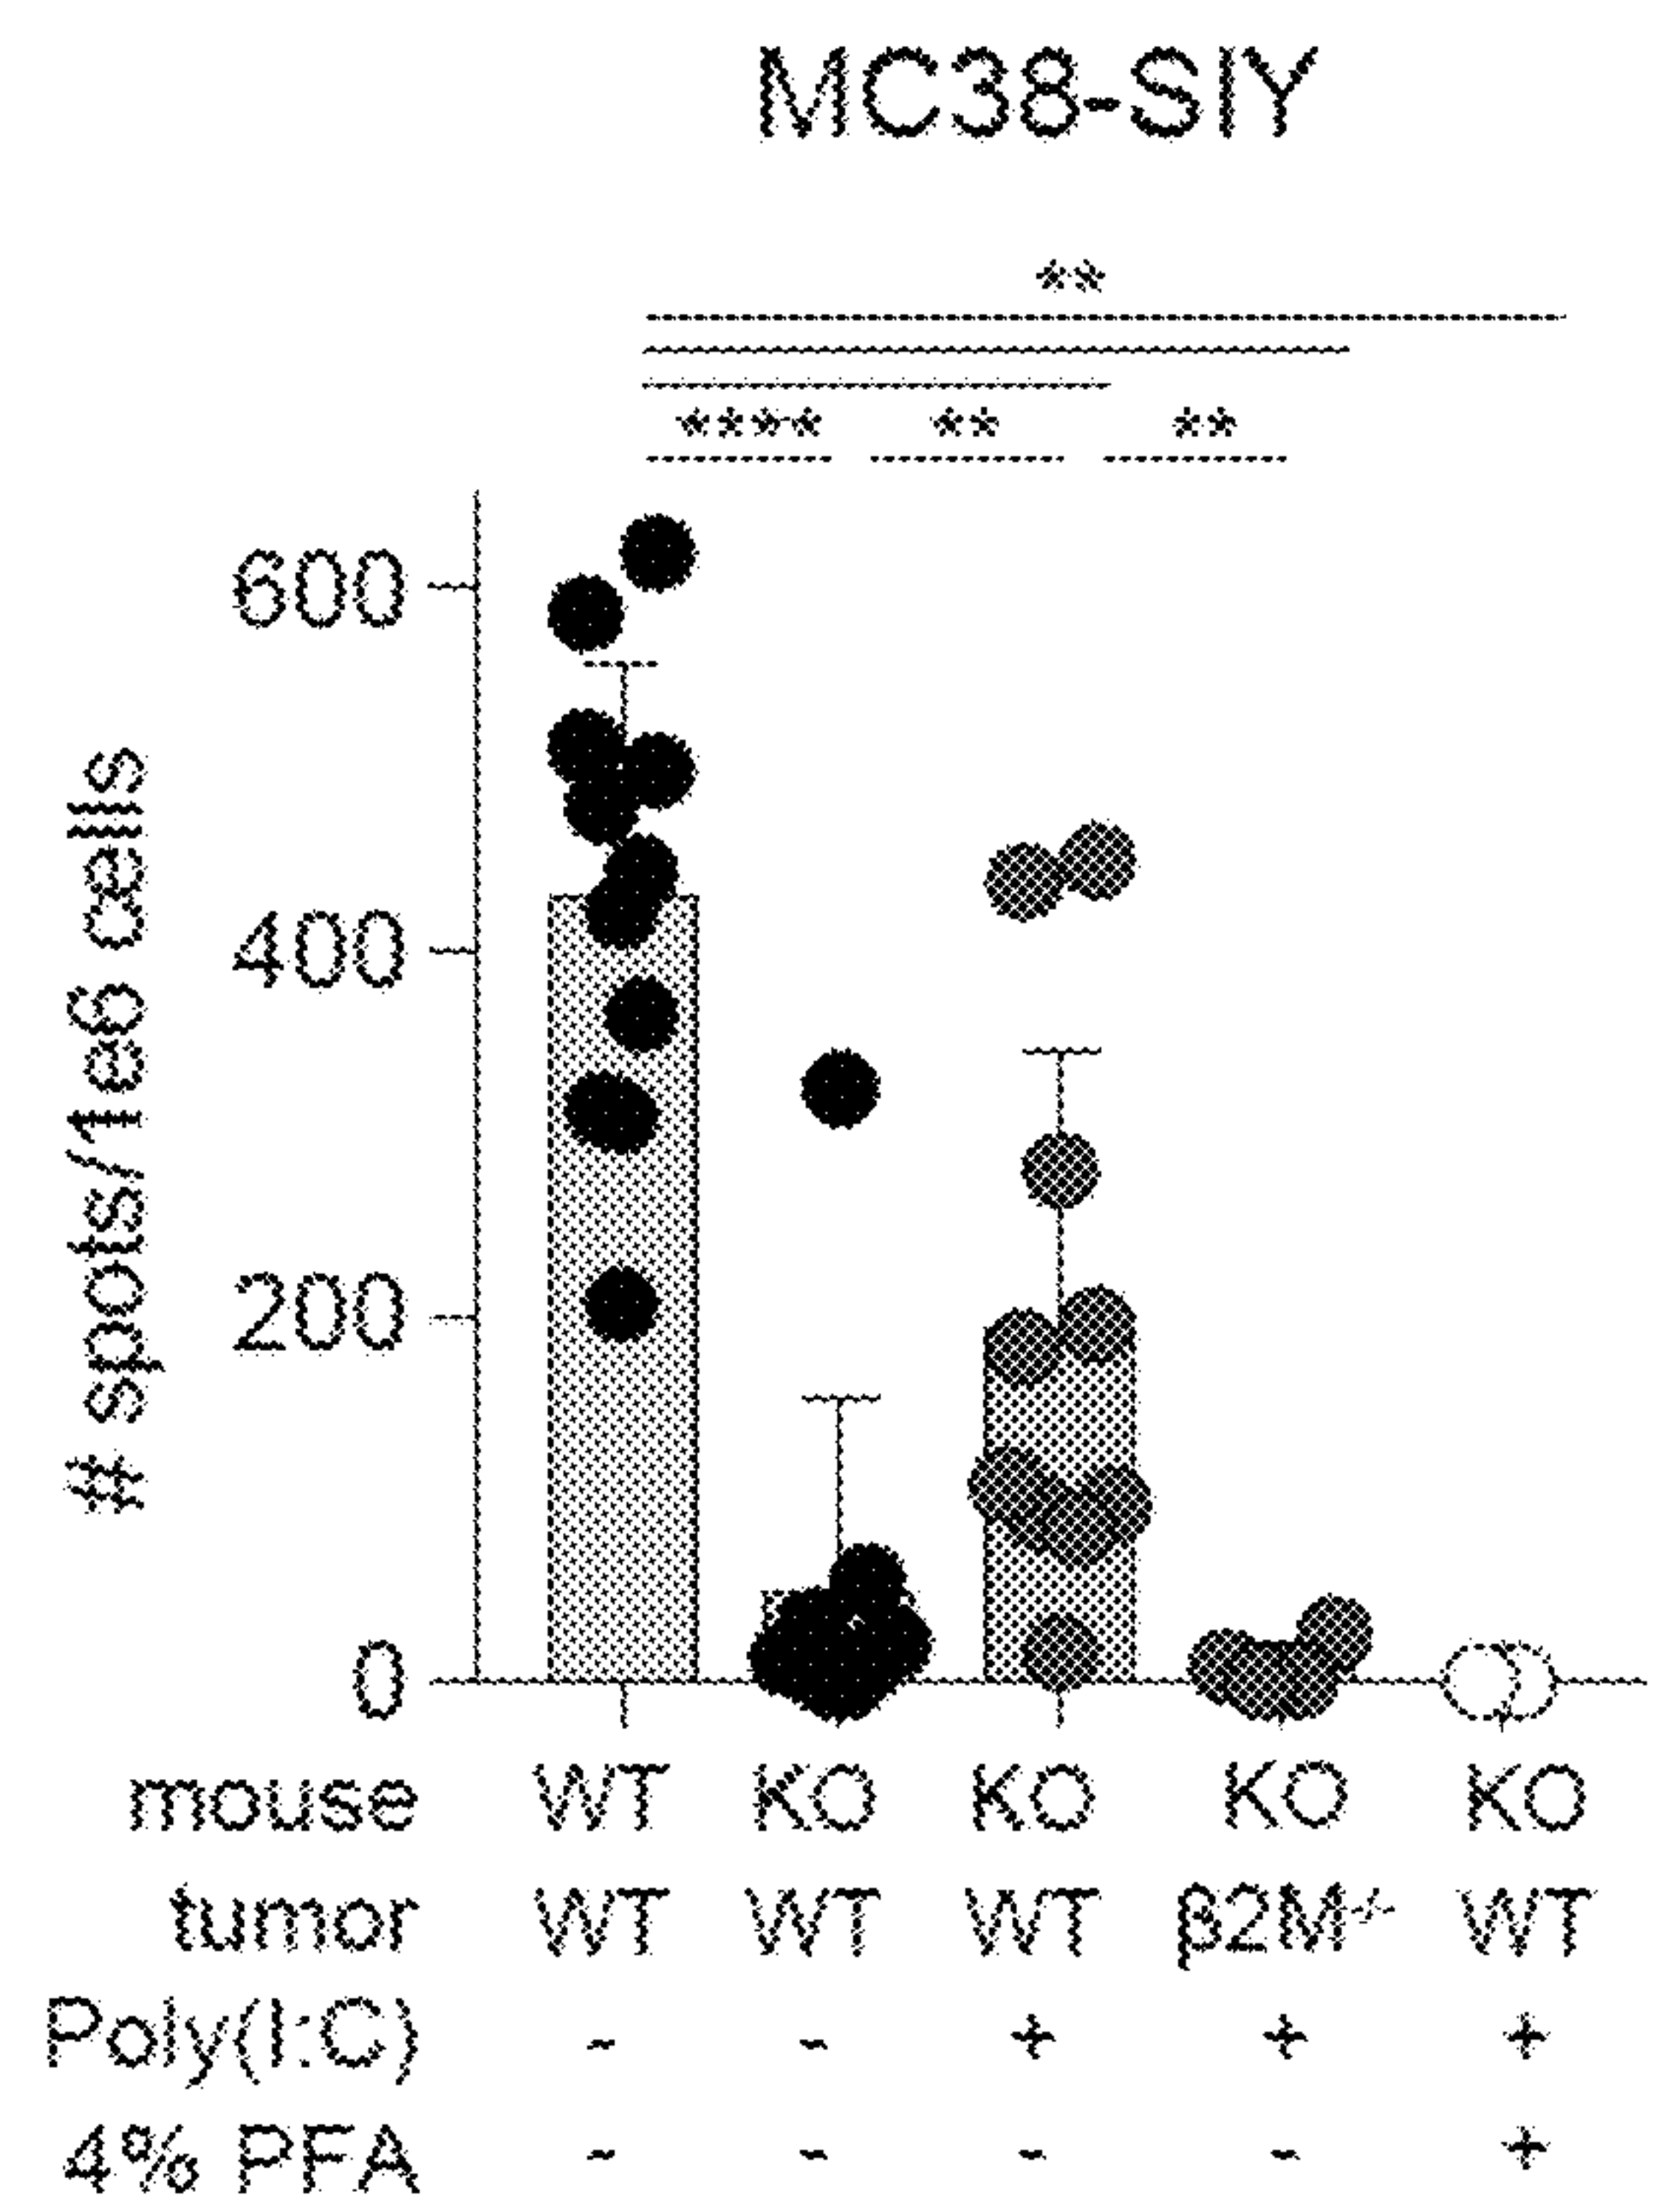 MC38-SIY
**
**** ** **
# spots/1e6 cells
600
400
200
0
mouse WT KO KO KO KO
tumor WT WT WT β2M-/- WT
Poly(I:C) - - + + +
4% PFA - - - - +